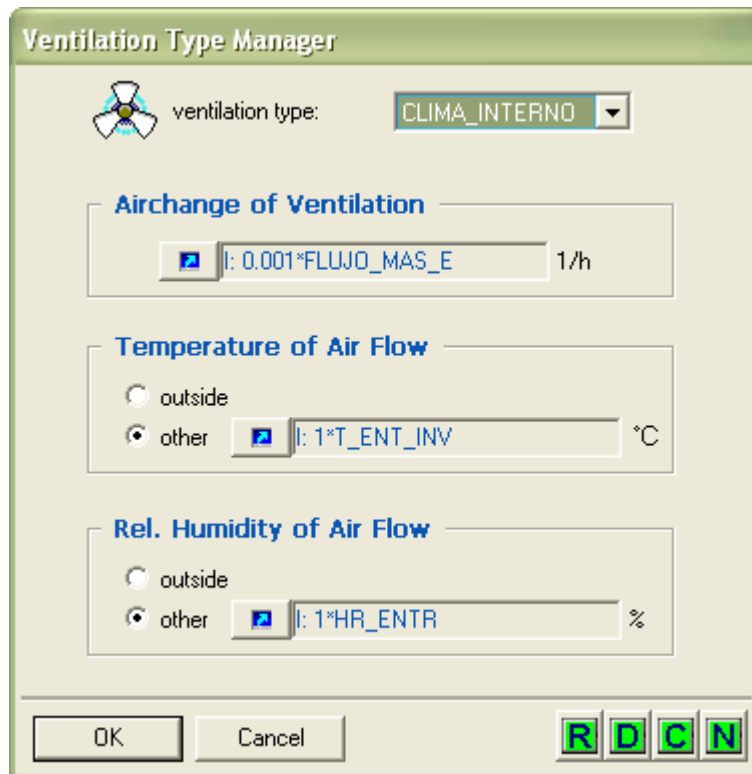 Ventilation Type Manager
ventilation type: CLIMA_INTERNO
Airchange of Ventilation
I: 0.001*FLUJO_MAS_E 1/h
Temperature of Air Flow
outside
other I: 1*T_ENT_INV °C
Rel. Humidity of Air Flow
outside
other I: 1*HR_ENTR %
OK Cancel R D C N